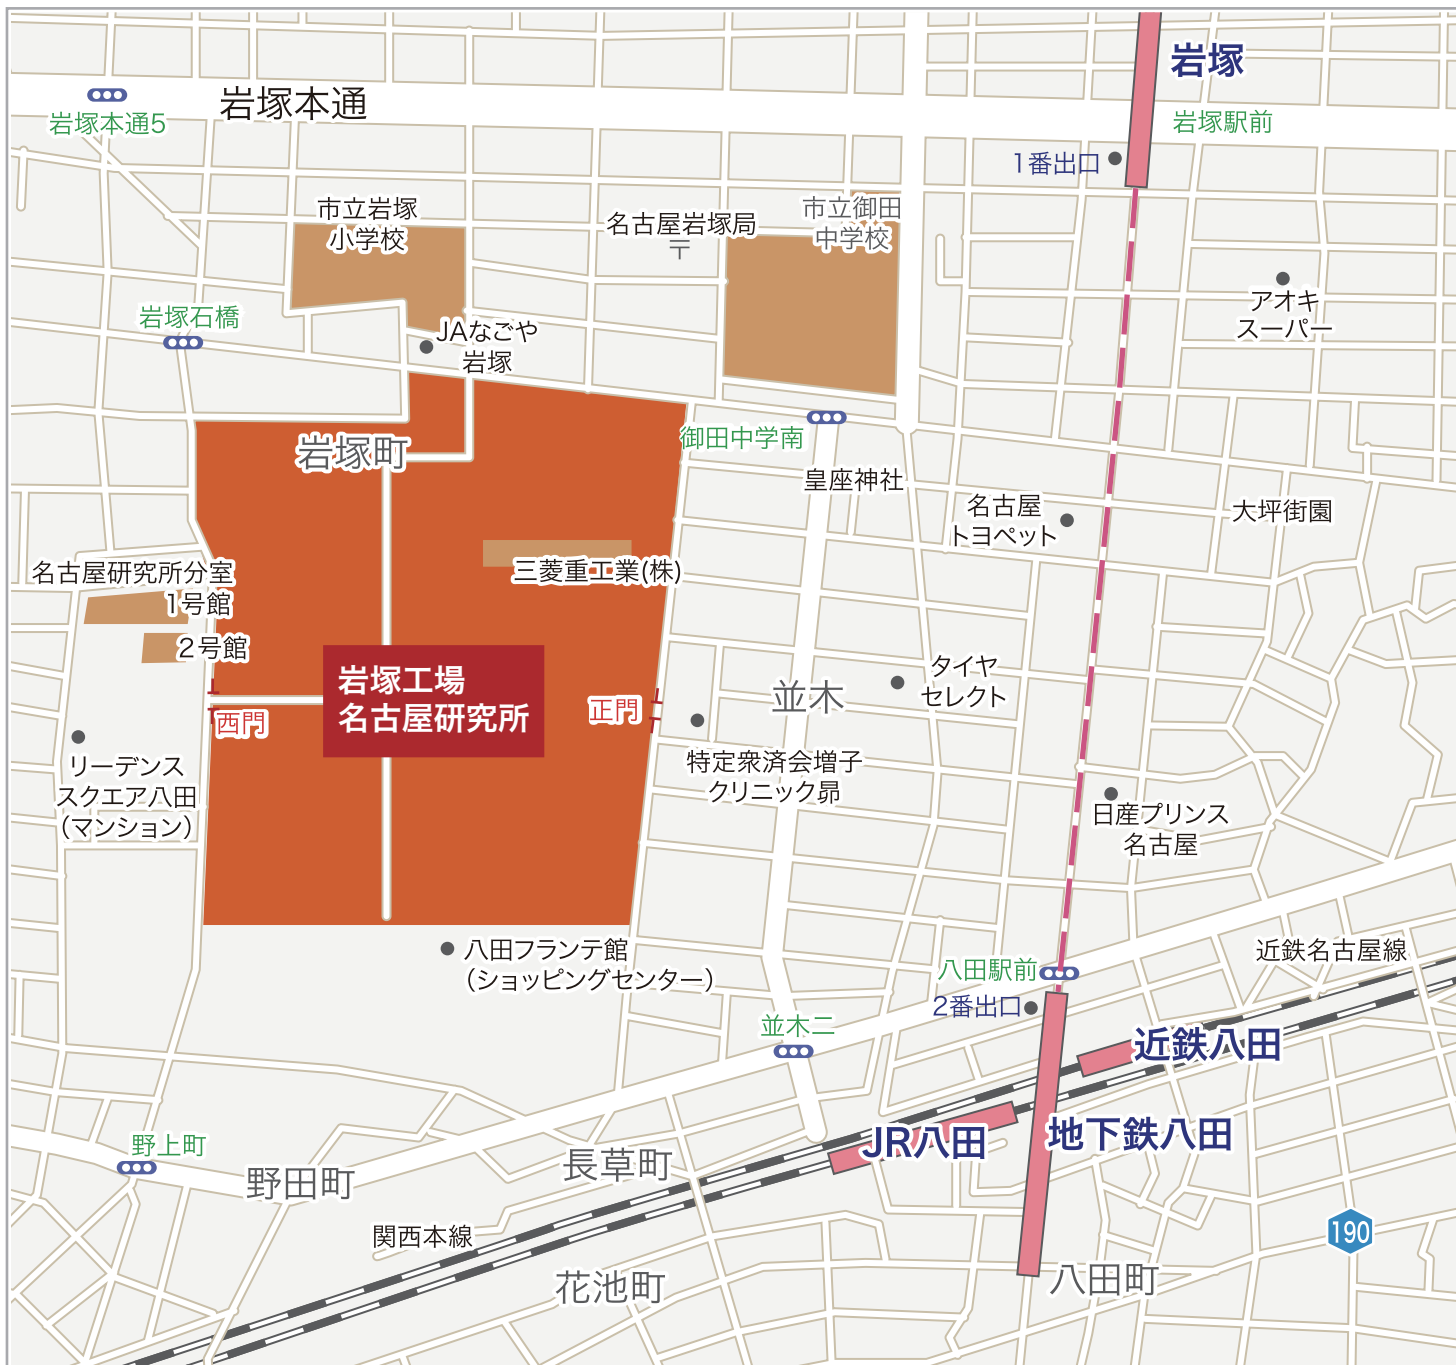 岩塚
岩塚本通
岩塚本通5
岩塚駅前
1番出口
市立岩塚
小学校
名古屋岩塚局
〒
市立御田
中学校
アオキ
スーパー
岩塚石橋
JAなごや
岩塚
岩塚町
御田中学南
皇座神社
名古屋
トヨペット
大坪街園
名古屋研究所分室
1号館
2号館
三菱重工業(株)
岩塚工場
名古屋研究所
西門
正門
並木
タイヤ
セレクト
リーデンス
スクエア八田
（マンション）
特定衆済会増子
クリニック昴
日産プリンス
名古屋
八田フランテ館
（ショッピングセンター）
八田駅前
2番出口
近鉄名古屋線
並木二
近鉄八田
地下鉄八田
JR八田
野上町
野田町
長草町
関西本線
190
花池町
八田町